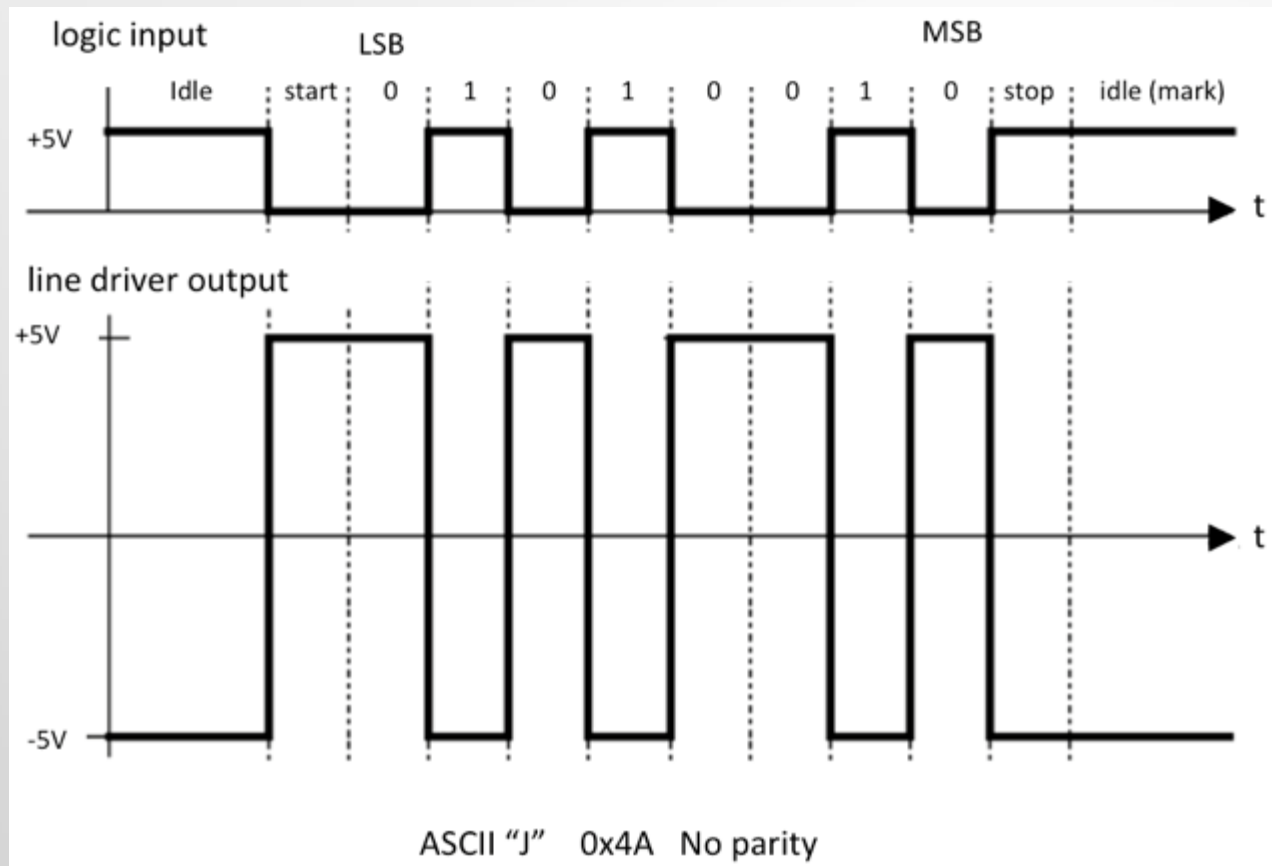 logic input
LSB
MSB
Idle start 0 1 0 1 0 0 1 0 stop idle (mark)
+5V
t
line driver output
+5V
t
-5V
ASCII “J” 0x4A No parity